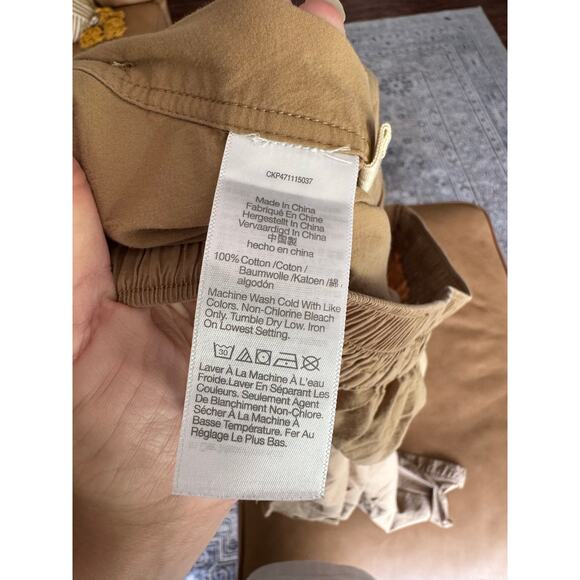 CKP471115037
Made In China
Fabriqué En Chine
Hergestellt In China
Vervaardigd In China
中国製
hecho en china
100% Cotton /Coton /
Baumwolle /Katoen /綿 /
algodón
Machine Wash Cold With Like
Colors. Non-Chlorine Bleach
Only. Tumble Dry Low. Iron
On Lowest Setting.
30
Laver À La Machine À L'eau
Froide.Laver En Séparant Les
Couleurs. Seulement Agent
De Blanchiment Non-Chlore.
Sécher À La Machine À
Basse Température. Fer Au
Réglage Le Plus Bas.